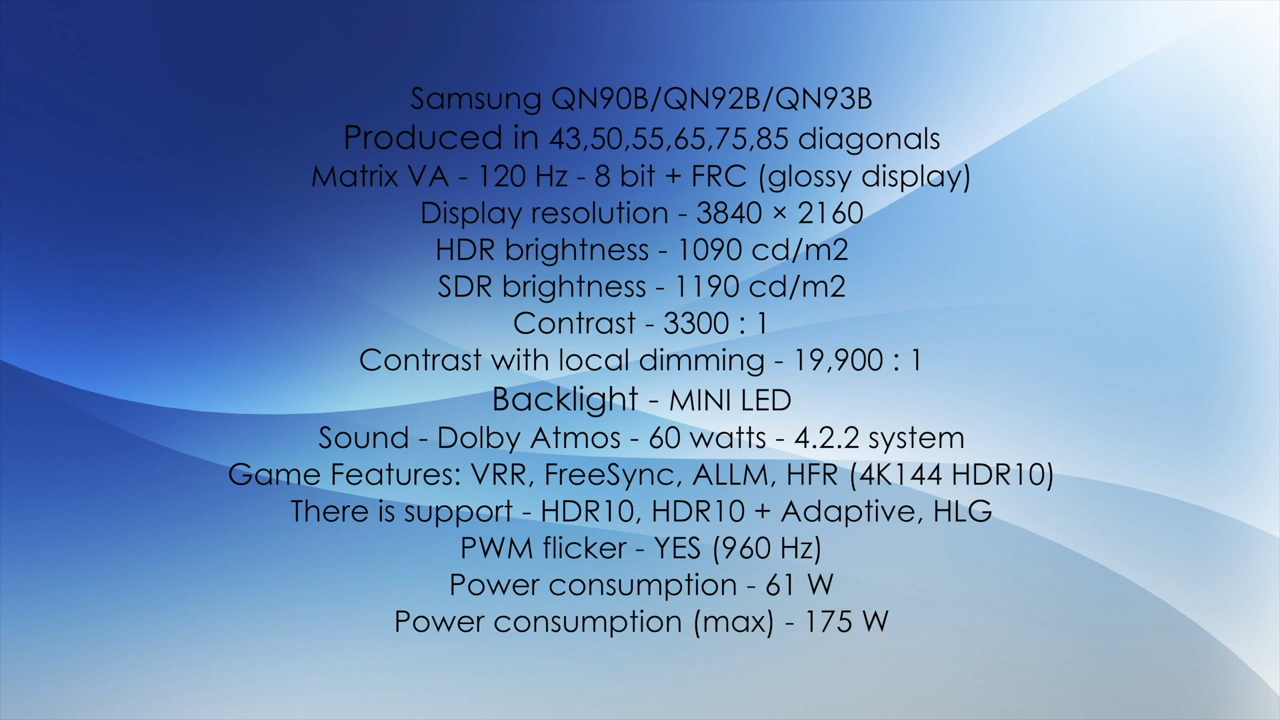 Samsung QN90B/QN92B/QN93B
Produced in 43,50,55,65,75,85 diagonals
Matrix VA - 120 Hz - 8 bit + FRC (glossy display)
Display resolution - 3840 × 2160
HDR brightness - 1090 cd/m2
SDR brightness - 1190 cd/m2
Contrast - 3300 : 1
Contrast with local dimming - 19,900 : 1
Backlight - MINI LED
Sound - Dolby Atmos - 60 watts - 4.2.2 system
Game Features: VRR, FreeSync, ALLM, HFR (4K144 HDR10)
There is support - HDR10, HDR10 + Adaptive, HLG
PWM flicker - YES (960 Hz)
Power consumption - 61 W
Power consumption (max) - 175 W